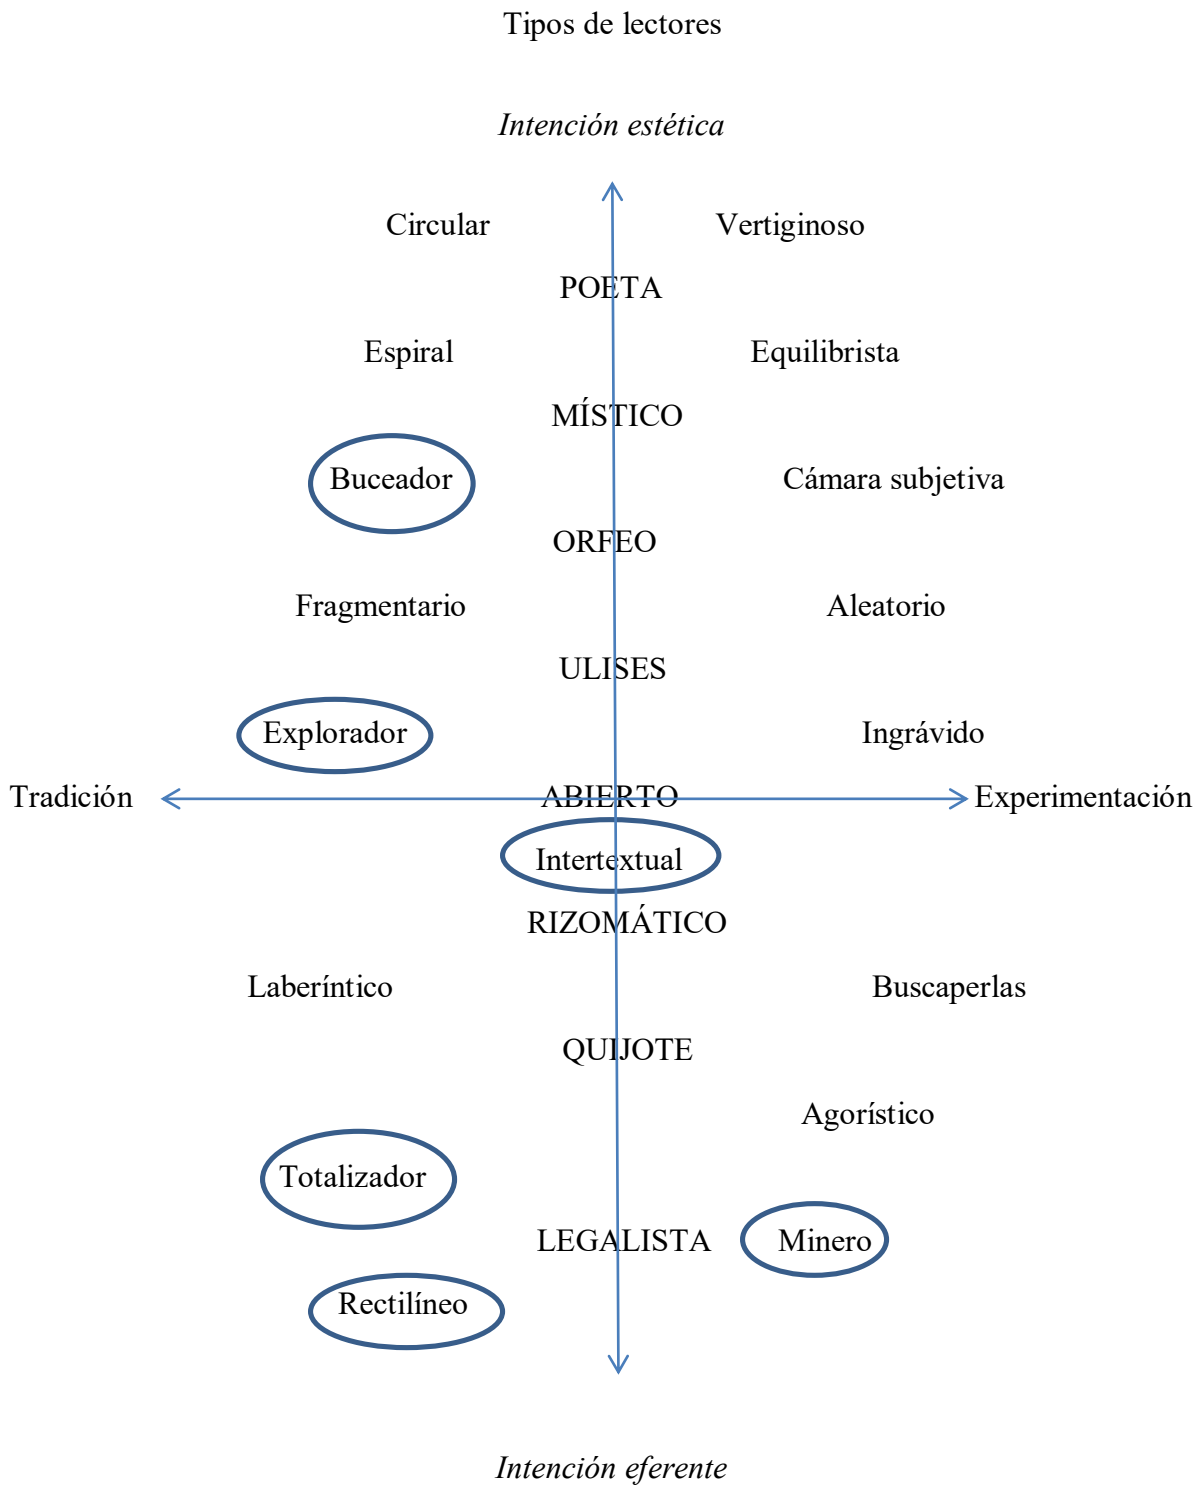 Tipos de lectores
Intención estética
Circular Vertiginoso
POETA
Espiral Equilibrista
MÍSTICO
Buceador Cámara subjetiva
ORFEO
Fragmentario Aleatorio
ULISES
Explorador Ingrávido
Tradición ABIERTO Experimentación
Intertextual
RIZOMÁTICO
Laberíntico Buscaperlas
QUIJOTE
Agorístico
Totalizador
LEGALISTA Minero
Rectilíneo
Intención eferente